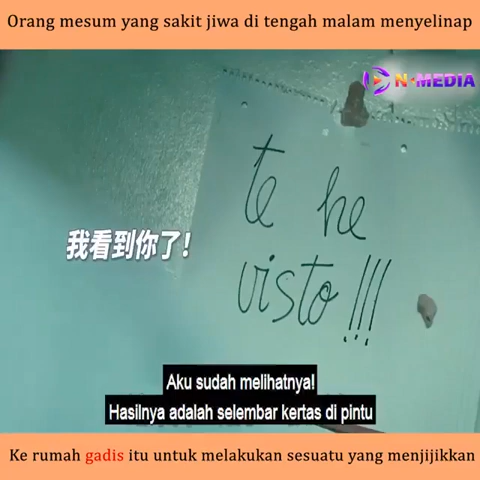 Orang mesum yang sakit jiwa di tengah malam menyelinap
N·MEDIA
te he
visto!!!
我看到你了!
Aku sudah melihatnya!
Hasilnya adalah selembar kertas di pintu
Ke rumah gadis itu untuk melakukan sesuatu yang menjijikkan